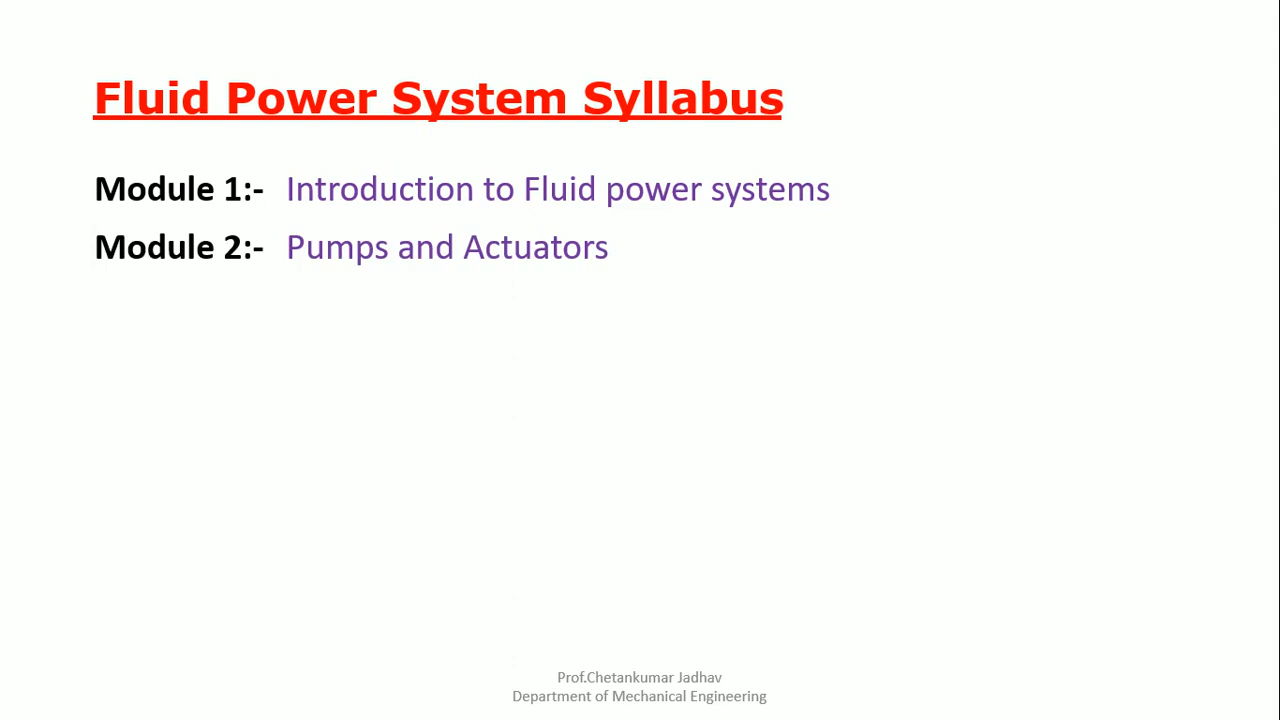 Fluid Power System Syllabus
Module 1:- Introduction to Fluid power systems
Module 2:- Pumps and Actuators
Prof.Chetankumar Jadhav
Department of Mechanical Engineering